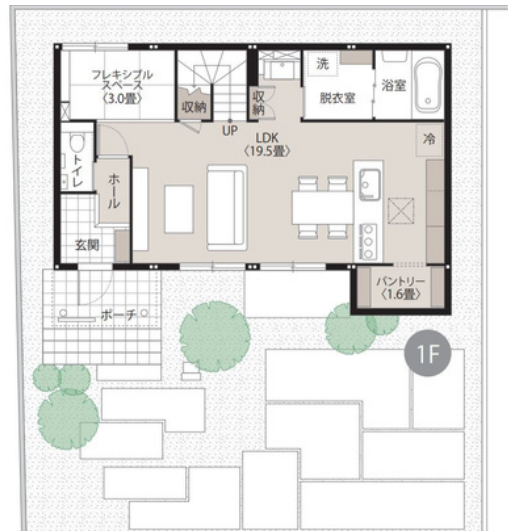 フレキシブル
スペース
〈3.0畳〉
収納
UP
収納
洗
脱衣室
浴室
トイレ
ホール
LDK
〈19.5畳〉
冷
玄関
パントリー
〈1.6畳〉
ポーチ
1F